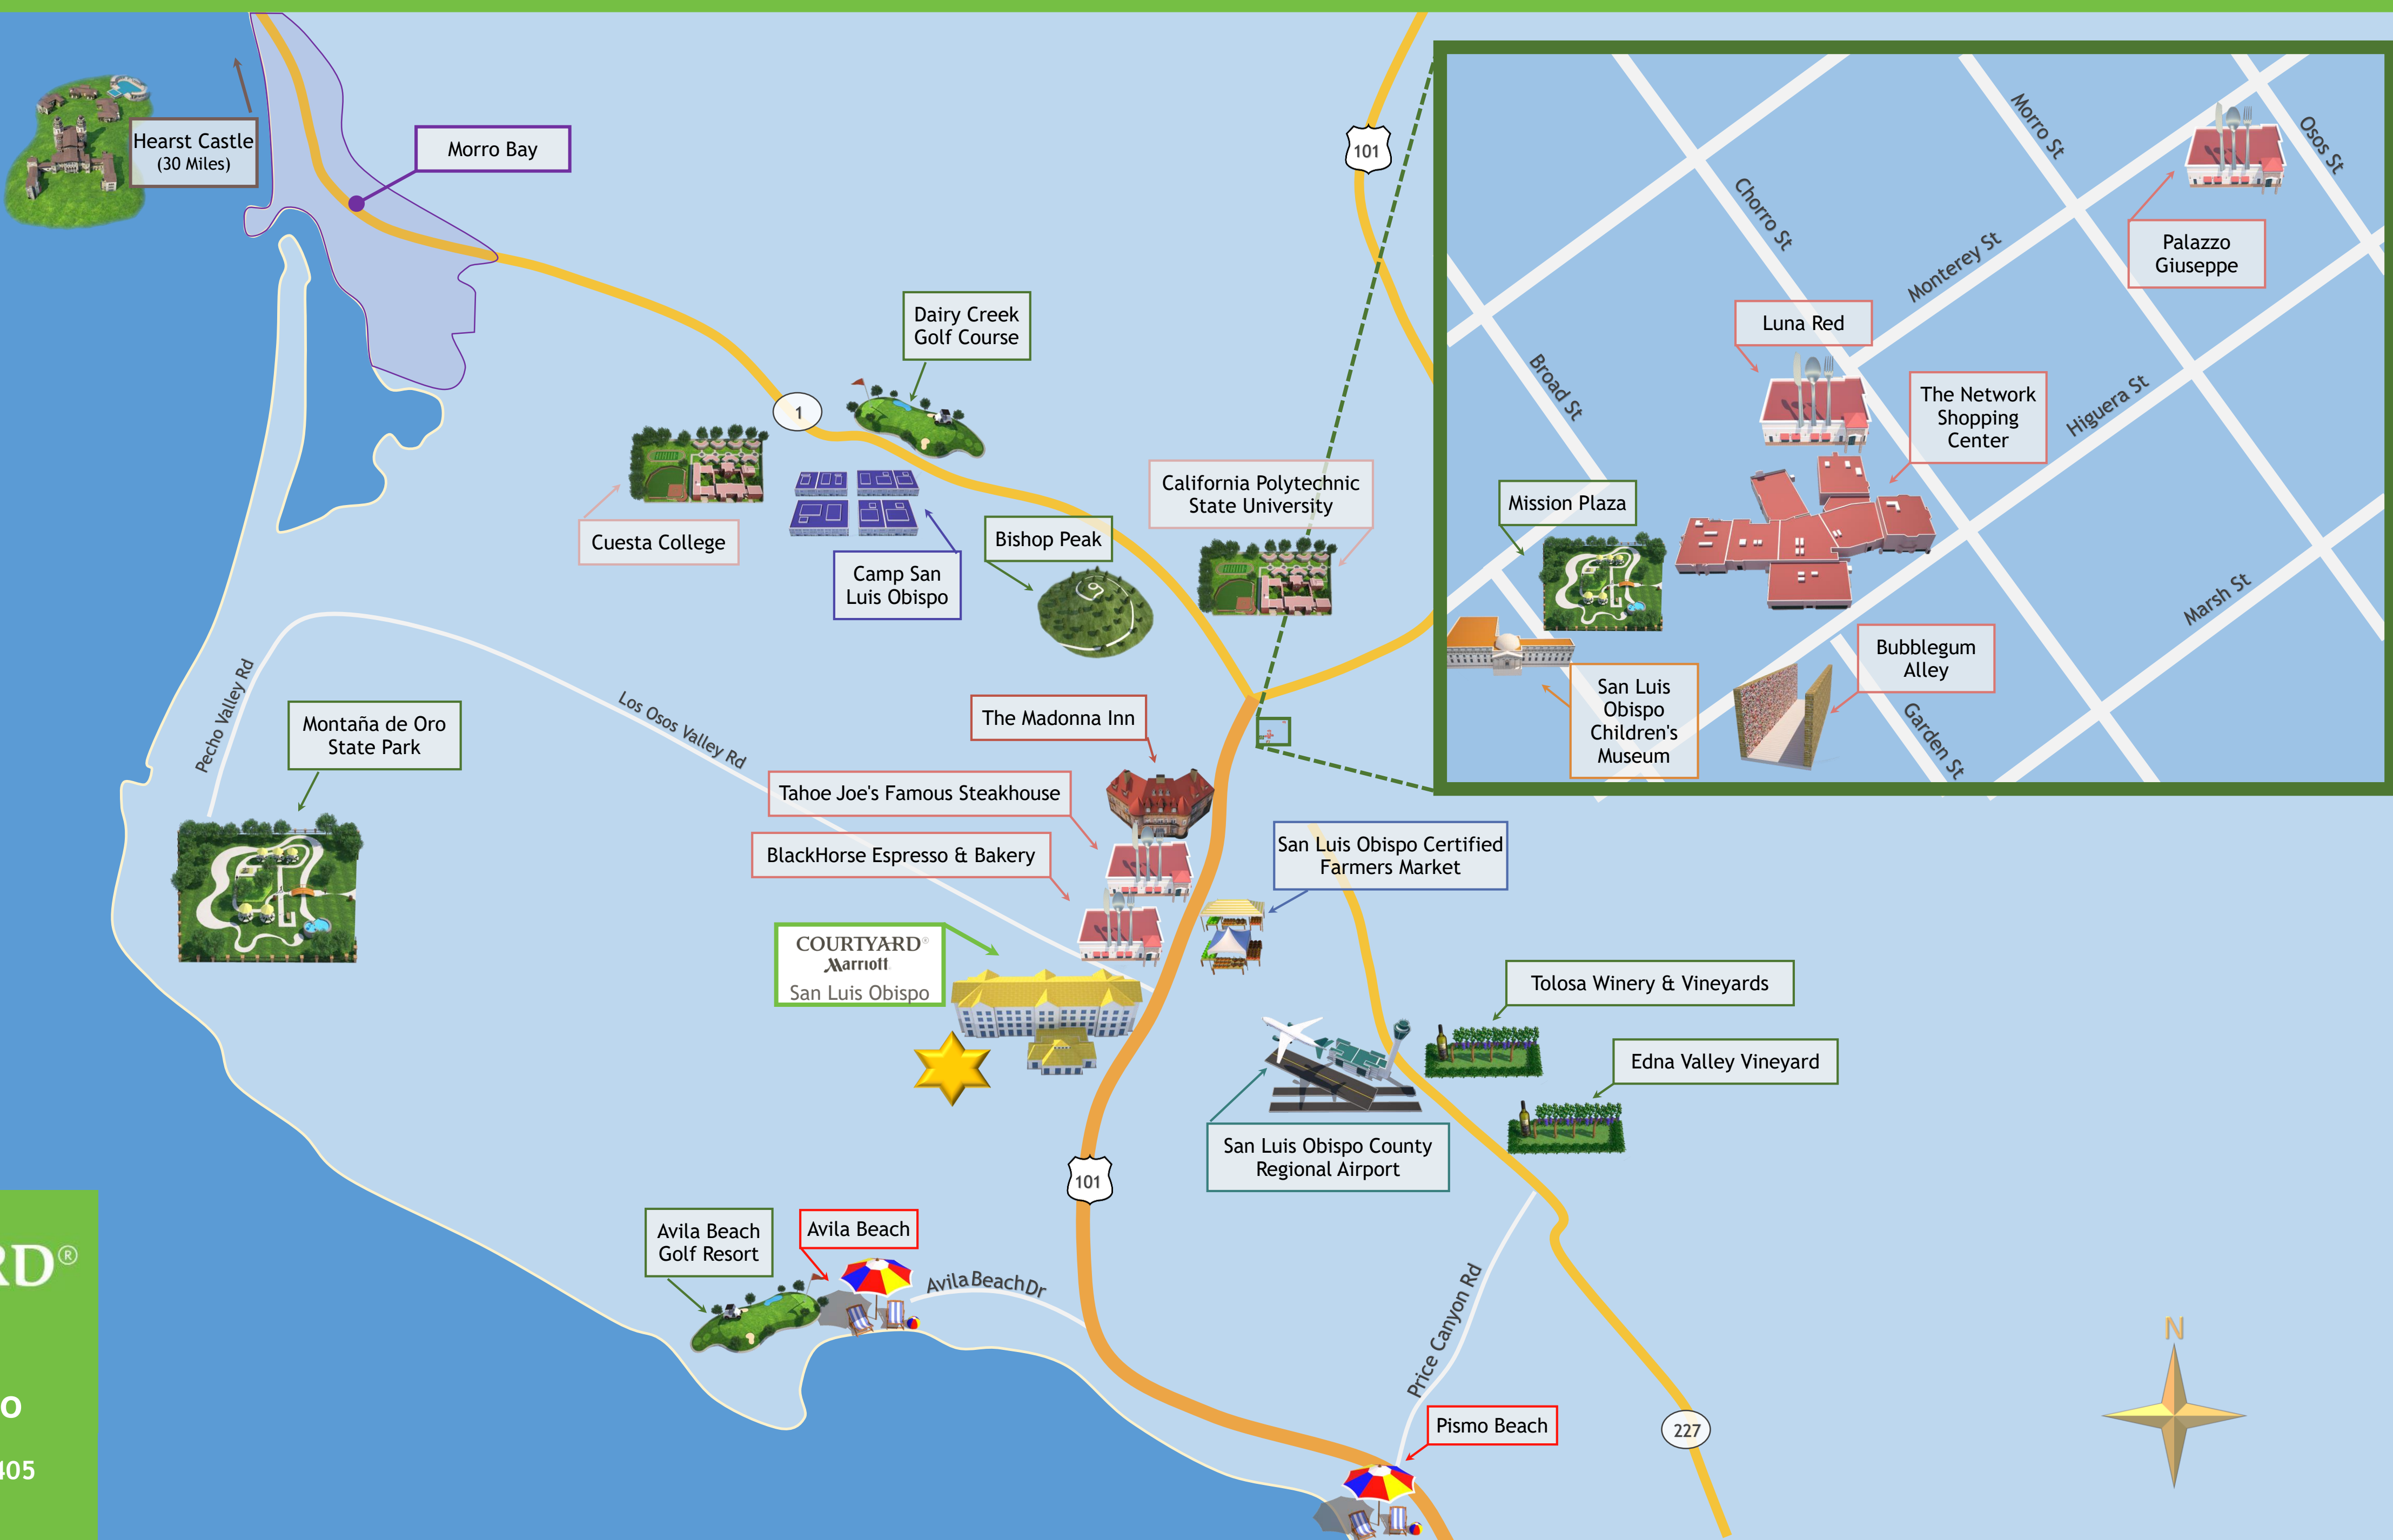 Hearst Castle
(30 Miles)
Morro Bay
101
Morro St
Osos St
Chorro St
Palazzo
Giuseppe
Monterey St
Luna Red
Dairy Creek
Golf Course
Broad St
The Network
Shopping
Center
Higuera St
1
California Polytechnic
State University
Mission Plaza
Cuesta College
Bishop Peak
Camp San
Luis Obispo
Marsh St
Bubblegum
Alley
San Luis
Obispo
Children's
Museum
Garden St
Pecho Valley Rd
Los Osos Valley Rd
Montaña de Oro
State Park
The Madonna Inn
Tahoe Joe's Famous Steakhouse
BlackHorse Espresso & Bakery
San Luis Obispo Certified
Farmers Market
COURTYARD®
Marriott
San Luis Obispo
Tolosa Winery & Vineyards
Edna Valley Vineyard
San Luis Obispo County
Regional Airport
101
Avila Beach
Golf Resort
Avila Beach
Avila Beach Dr
Price Canyon Rd
Pismo Beach
227
N
RD®
O
405